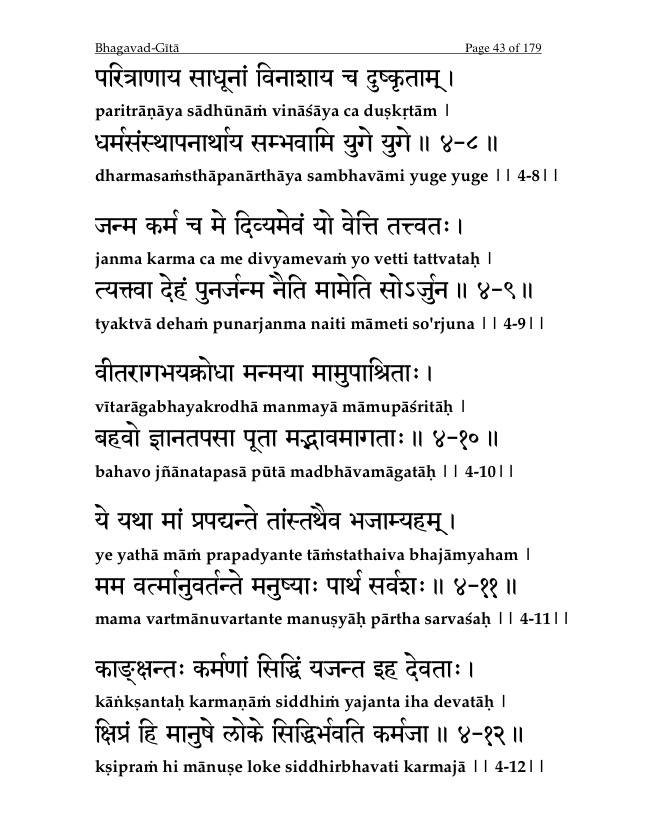 Bhagavad-Gītā Page 43 of 179
परित्राणाय साधूनां विनाशाय च दुष्कृताम्।
paritrāṇāya sādhūnāṁ vināśāya ca duṣkṛtām |
धर्मसंस्थापनार्थाय सम्भवामि युगे युगे॥ ४-८॥
dharmasaṁsthāpanārthāya sambhavāmi yuge yuge || 4-8||
जन्म कर्म च मे दिव्यमेवं यो वेत्ति तत्त्वतः।
janma karma ca me divyamevaṁ yo vetti tattvataḥ |
त्यक्त्वा देहं पुनर्जन्म नैति मामेति सोऽर्जुन॥ ४-९॥
tyaktvā dehaṁ punarjanma naiti māmeti so'rjuna || 4-9||
वीतरागभयक्रोधा मन्मया मामुपाश्रिताः।
vītarāgabhayakrodhā manmayā māmupāśritāḥ |
बहवो ज्ञानतपसा पूता मद्भावमागताः॥ ४-१०॥
bahavo jñānatapasā pūtā madbhāvamāgatāḥ || 4-10||
ये यथा मां प्रपद्यन्ते तांस्तथैव भजाम्यहम्।
ye yathā māṁ prapadyante tāṁstathaiva bhajāmyaham |
मम वर्त्मानुवर्तन्ते मनुष्याः पार्थ सर्वशः॥ ४-११॥
mama vartmānuvartante manuṣyāḥ pārtha sarvaśaḥ || 4-11||
काङ्क्षन्तः कर्मणां सिद्धिं यजन्त इह देवताः।
kāṅkṣantaḥ karmaṇāṁ siddhiṁ yajanta iha devatāḥ |
क्षिप्रं हि मानुषे लोके सिद्धिर्भवति कर्मजा॥ ४-१२॥
kṣipraṁ hi mānuṣe loke siddhirbhavati karmajā || 4-12||